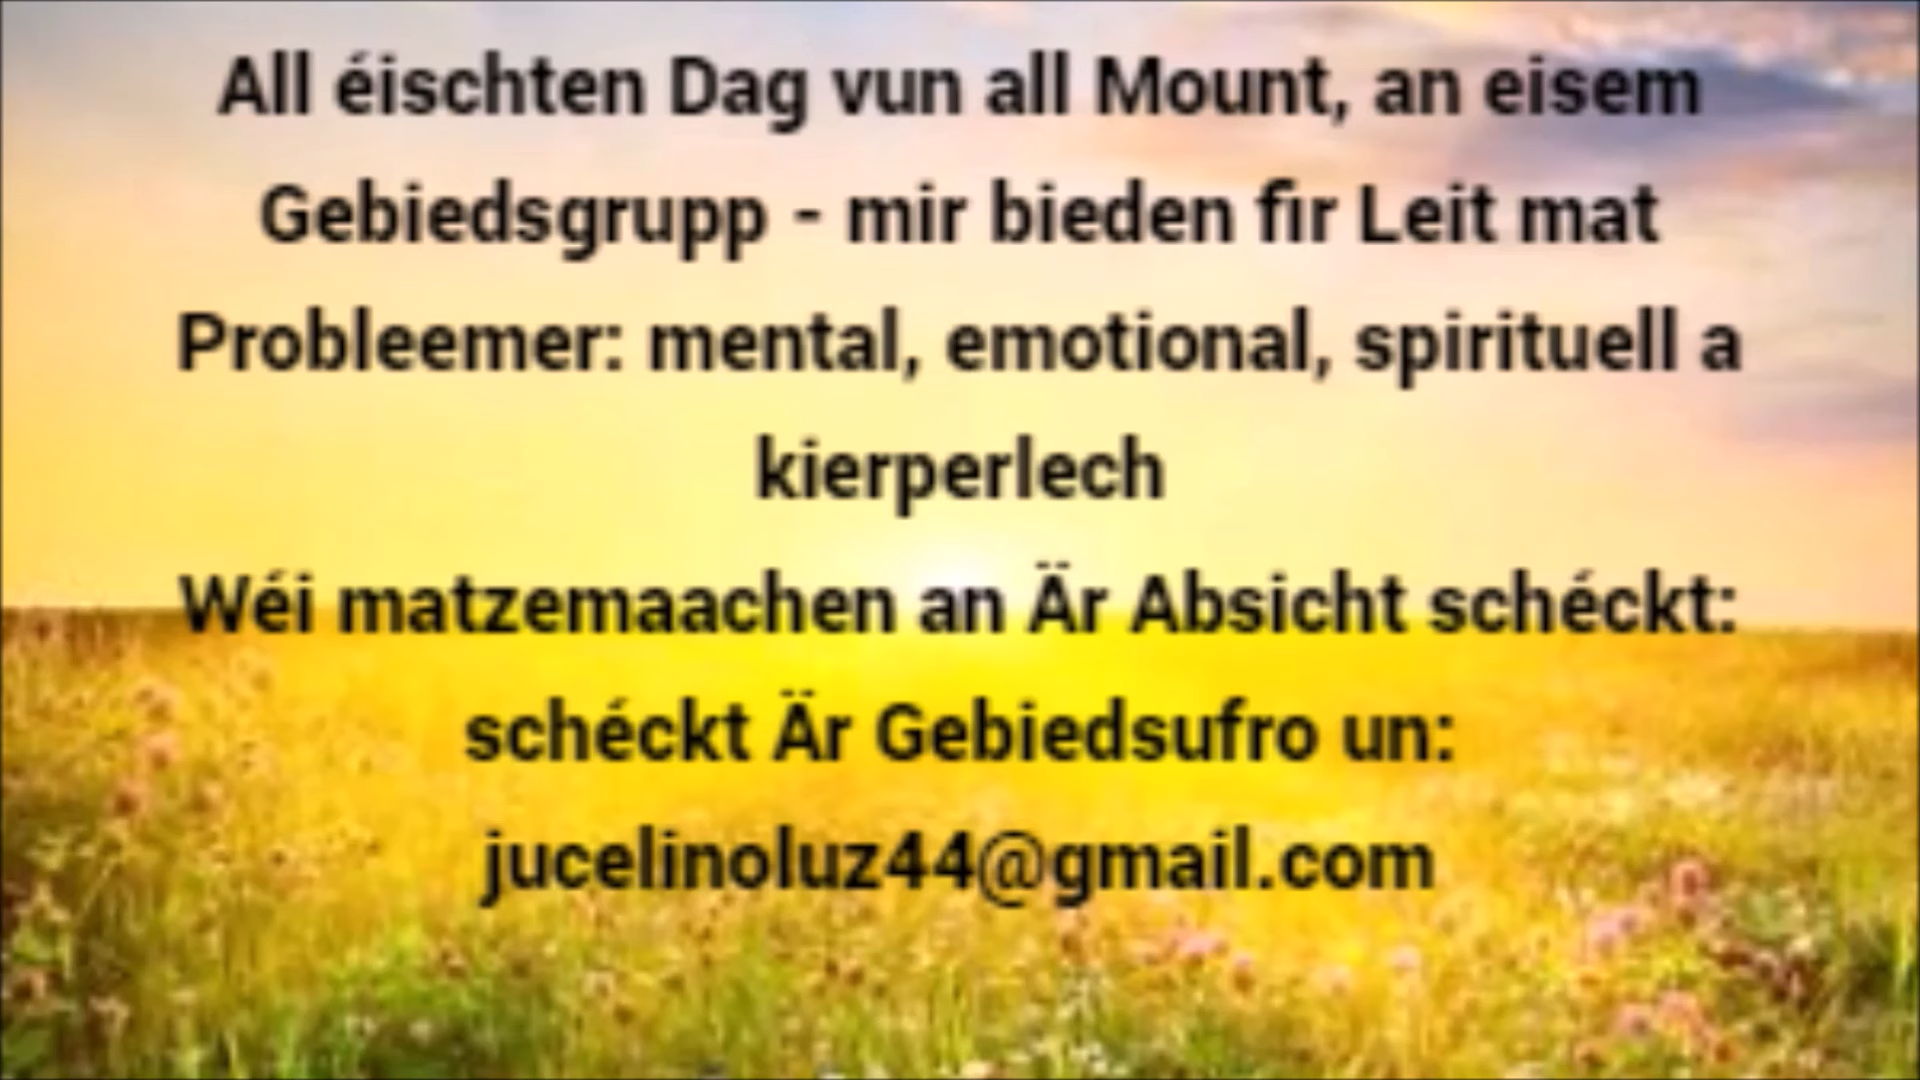 All éischten Dag vun all Mount, an eisem
Gebiedsgrupp - mir bieden fir Leit mat
Probleemer: mental, emotional, spirituell a
kierperlech
Wéi matzemaachen an Är Absicht schéckt:
schéckt Är Gebiedsufro un:
jucelinoluz44@gmail.com